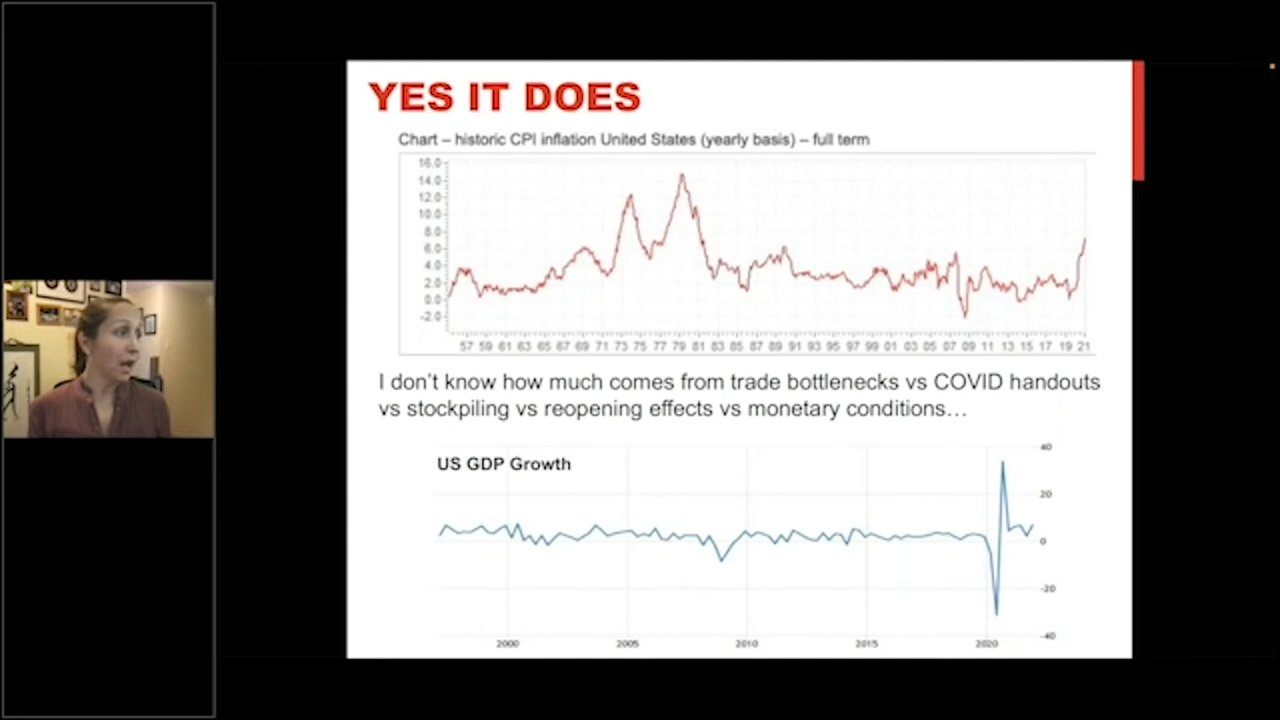 YES IT DOES
Chart – historic CPI inflation United States (yearly basis) – full term
16.0
14.0
12.0
10.0
8.0
6.0
4.0
2.0
0.0
-2.0
57 59 61 63 65 67 69 71 73 75 77 79 81 83 85 87 89 91 93 95 97 99 01 03 05 07 09 11 13 15 17 19 21
I don't know how much comes from trade bottlenecks vs COVID handouts
vs stockpiling vs reopening effects vs monetary conditions…
US GDP Growth
40
20
0
-20
-40
2000 2005 2010 2015 2020